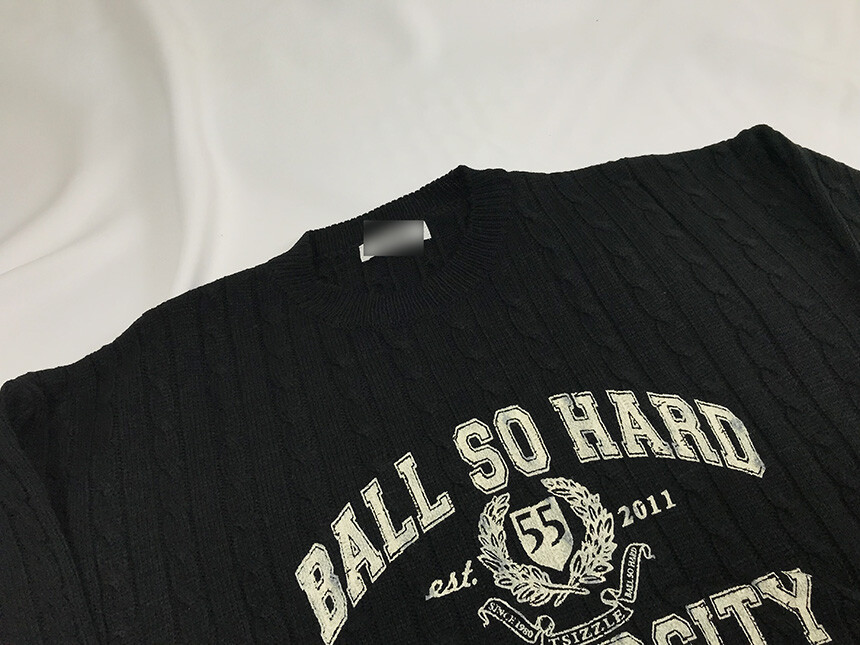 BALL SO HARD
est. 55 2011
SINCE 1980 TSIZZLE BALL SO HARD